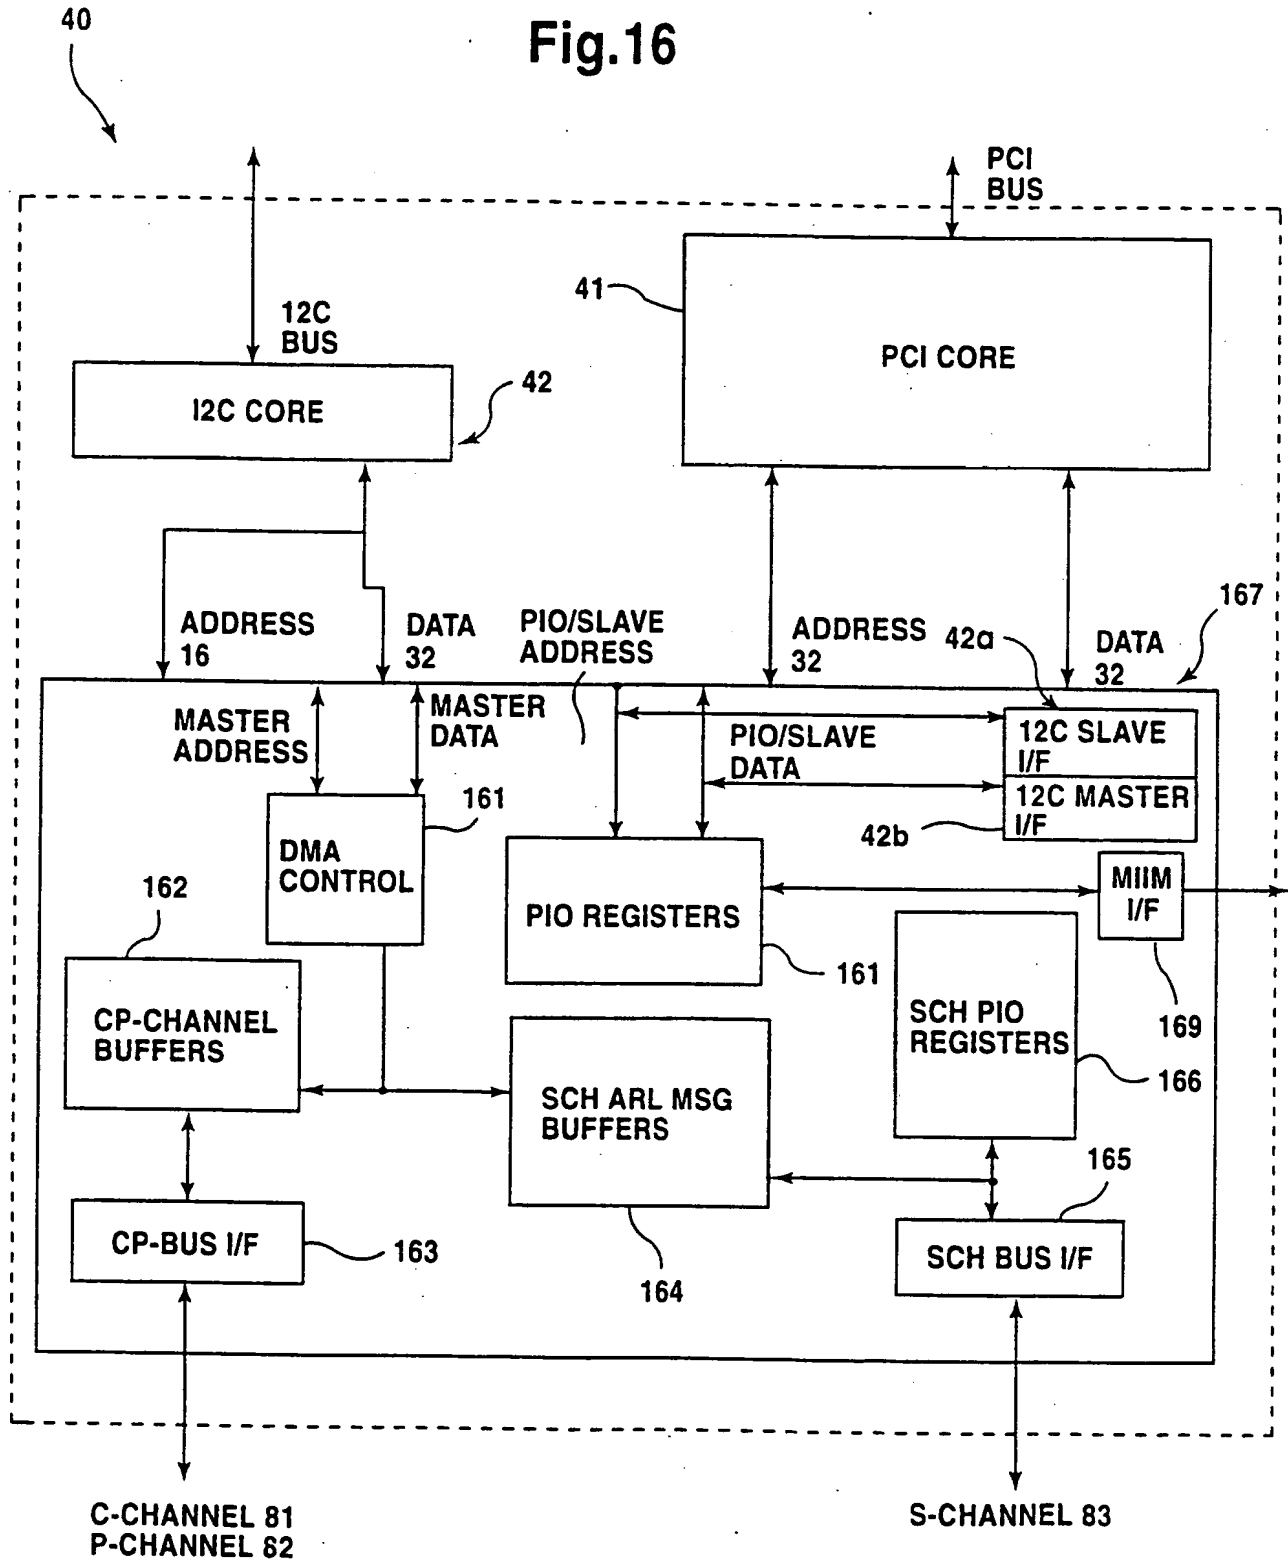 Fig.16
40
PCI
BUS
41
PCI CORE
12C
BUS
42
I2C CORE
167
ADDRESS
16
DATA
32
PIO/SLAVE
ADDRESS
ADDRESS
32
42a
DATA
32
MASTER
ADDRESS
MASTER
DATA
PIO/SLAVE
DATA
12C SLAVE
I/F
12C MASTER
I/F
42b
161
DMA
CONTROL
162
PIO REGISTERS
161
MIIM
I/F
169
CP-CHANNEL
BUFFERS
SCH PIO
REGISTERS
166
SCH ARL MSG
BUFFERS
164
165
CP-BUS I/F
163
SCH BUS I/F
C-CHANNEL 81
P-CHANNEL 82
S-CHANNEL 83